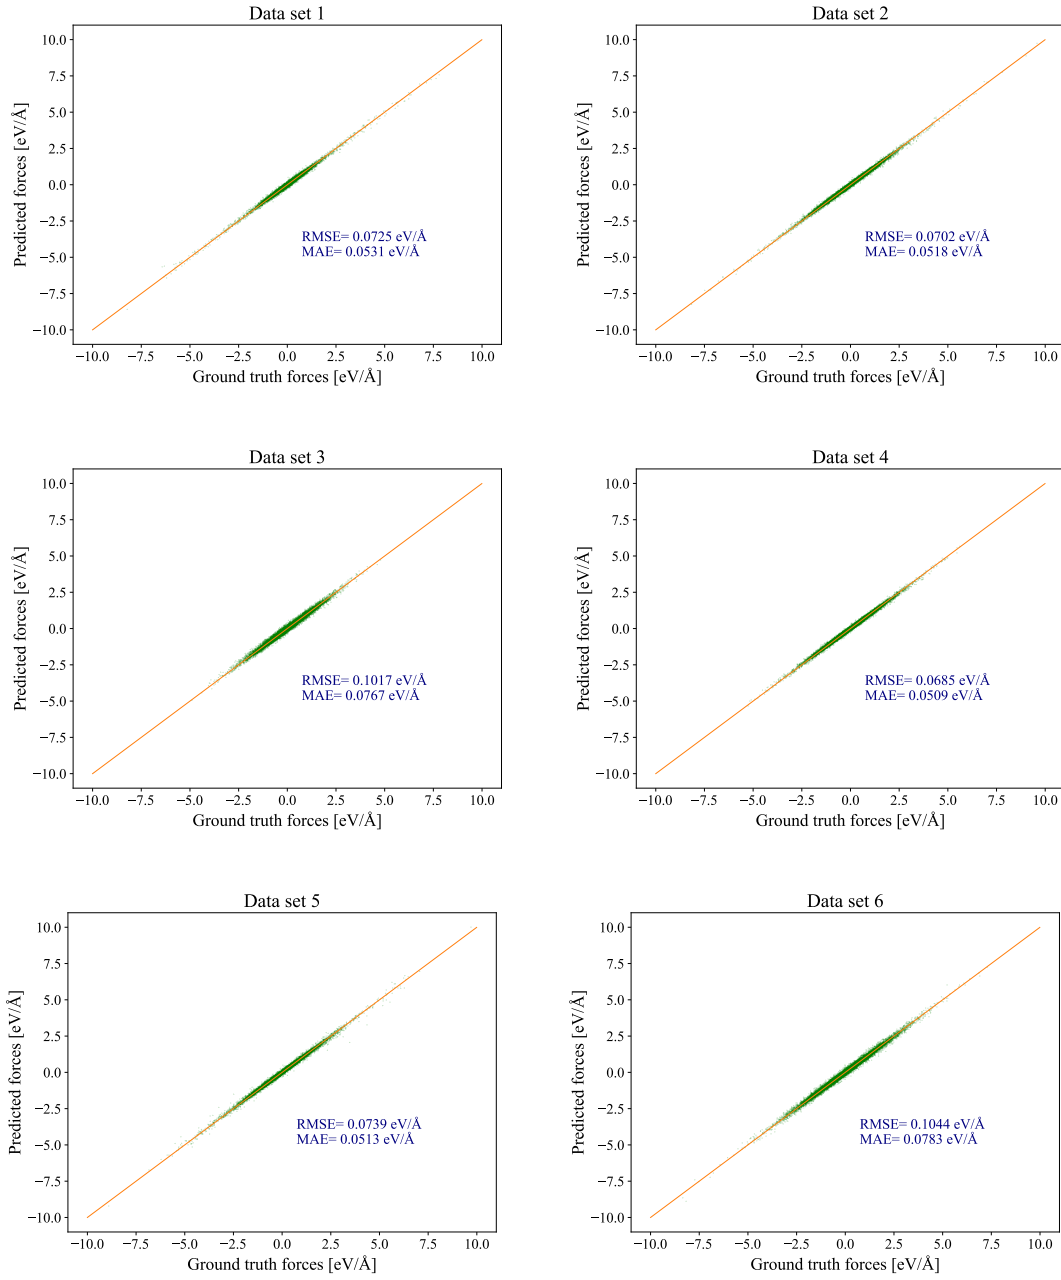 Data set 1
10.0
7.5
5.0
2.5
0.0
−2.5
−5.0
−7.5
−10.0
Predicted forces [eV/Å]
RMSE= 0.0725 eV/Å
MAE= 0.0531 eV/Å
−10.0 −7.5 −5.0 −2.5 0.0 2.5 5.0 7.5 10.0
Ground truth forces [eV/Å]
Data set 2
10.0
7.5
5.0
2.5
0.0
−2.5
−5.0
−7.5
−10.0
Predicted forces [eV/Å]
RMSE= 0.0702 eV/Å
MAE= 0.0518 eV/Å
−10.0 −7.5 −5.0 −2.5 0.0 2.5 5.0 7.5 10.0
Ground truth forces [eV/Å]
Data set 3
10.0
7.5
5.0
2.5
0.0
−2.5
−5.0
−7.5
−10.0
Predicted forces [eV/Å]
RMSE= 0.1017 eV/Å
MAE= 0.0767 eV/Å
−10.0 −7.5 −5.0 −2.5 0.0 2.5 5.0 7.5 10.0
Ground truth forces [eV/Å]
Data set 4
10.0
7.5
5.0
2.5
0.0
−2.5
−5.0
−7.5
−10.0
Predicted forces [eV/Å]
RMSE= 0.0685 eV/Å
MAE= 0.0509 eV/Å
−10.0 −7.5 −5.0 −2.5 0.0 2.5 5.0 7.5 10.0
Ground truth forces [eV/Å]
Data set 5
10.0
7.5
5.0
2.5
0.0
−2.5
−5.0
−7.5
−10.0
Predicted forces [eV/Å]
RMSE= 0.0739 eV/Å
MAE= 0.0513 eV/Å
−10.0 −7.5 −5.0 −2.5 0.0 2.5 5.0 7.5 10.0
Ground truth forces [eV/Å]
Data set 6
10.0
7.5
5.0
2.5
0.0
−2.5
−5.0
−7.5
−10.0
Predicted forces [eV/Å]
RMSE= 0.1044 eV/Å
MAE= 0.0783 eV/Å
−10.0 −7.5 −5.0 −2.5 0.0 2.5 5.0 7.5 10.0
Ground truth forces [eV/Å]